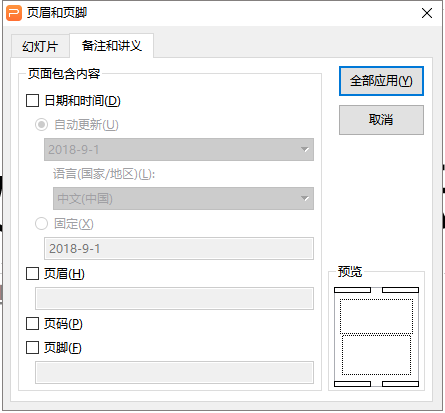 页眉和页脚
幻灯片
备注和讲义
页面包含内容
日期和时间(D)
自动更新(U)
2018-9-1
语言(国家/地区)(L):
中文(中国)
固定(X)
2018-9-1
页眉(H)
页码(P)
页脚(F)
全部应用(Y)
取消
预览